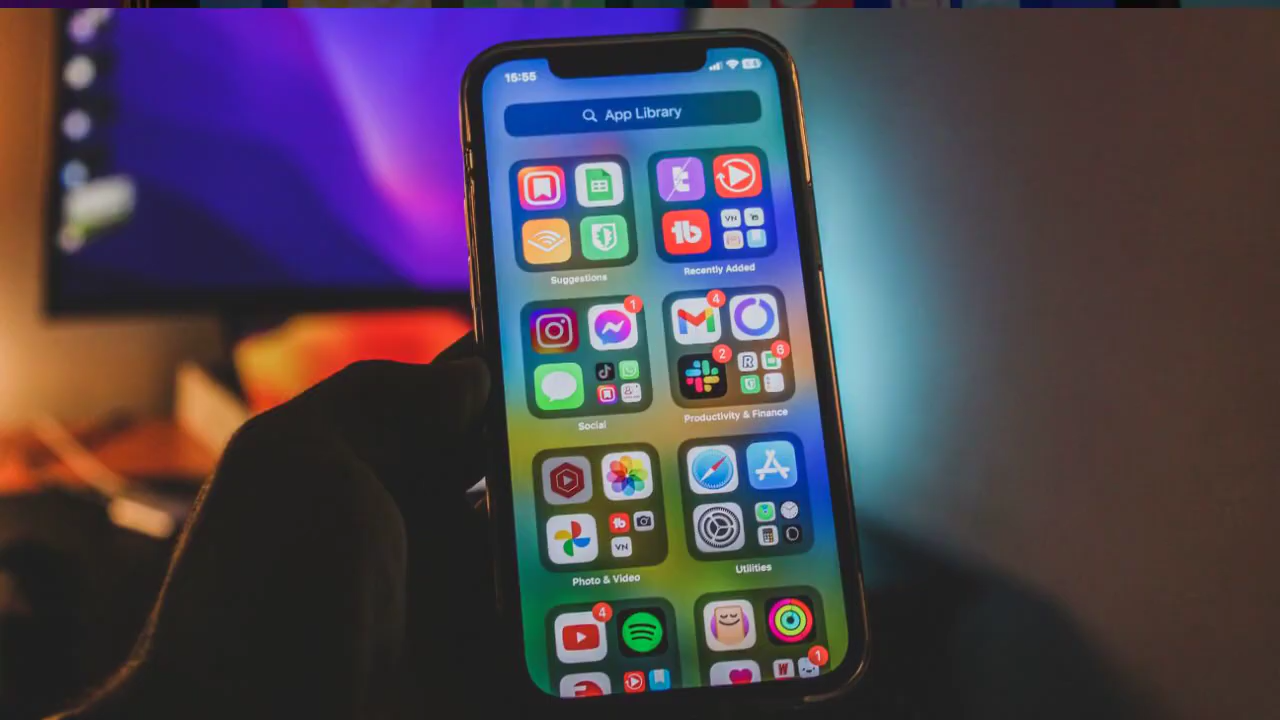 15:55
App Library
Suggestions
Recently Added
1
4
2
6
VN
Social
Productivity & Finance
VN
Photo & Video
Utilities
4
1